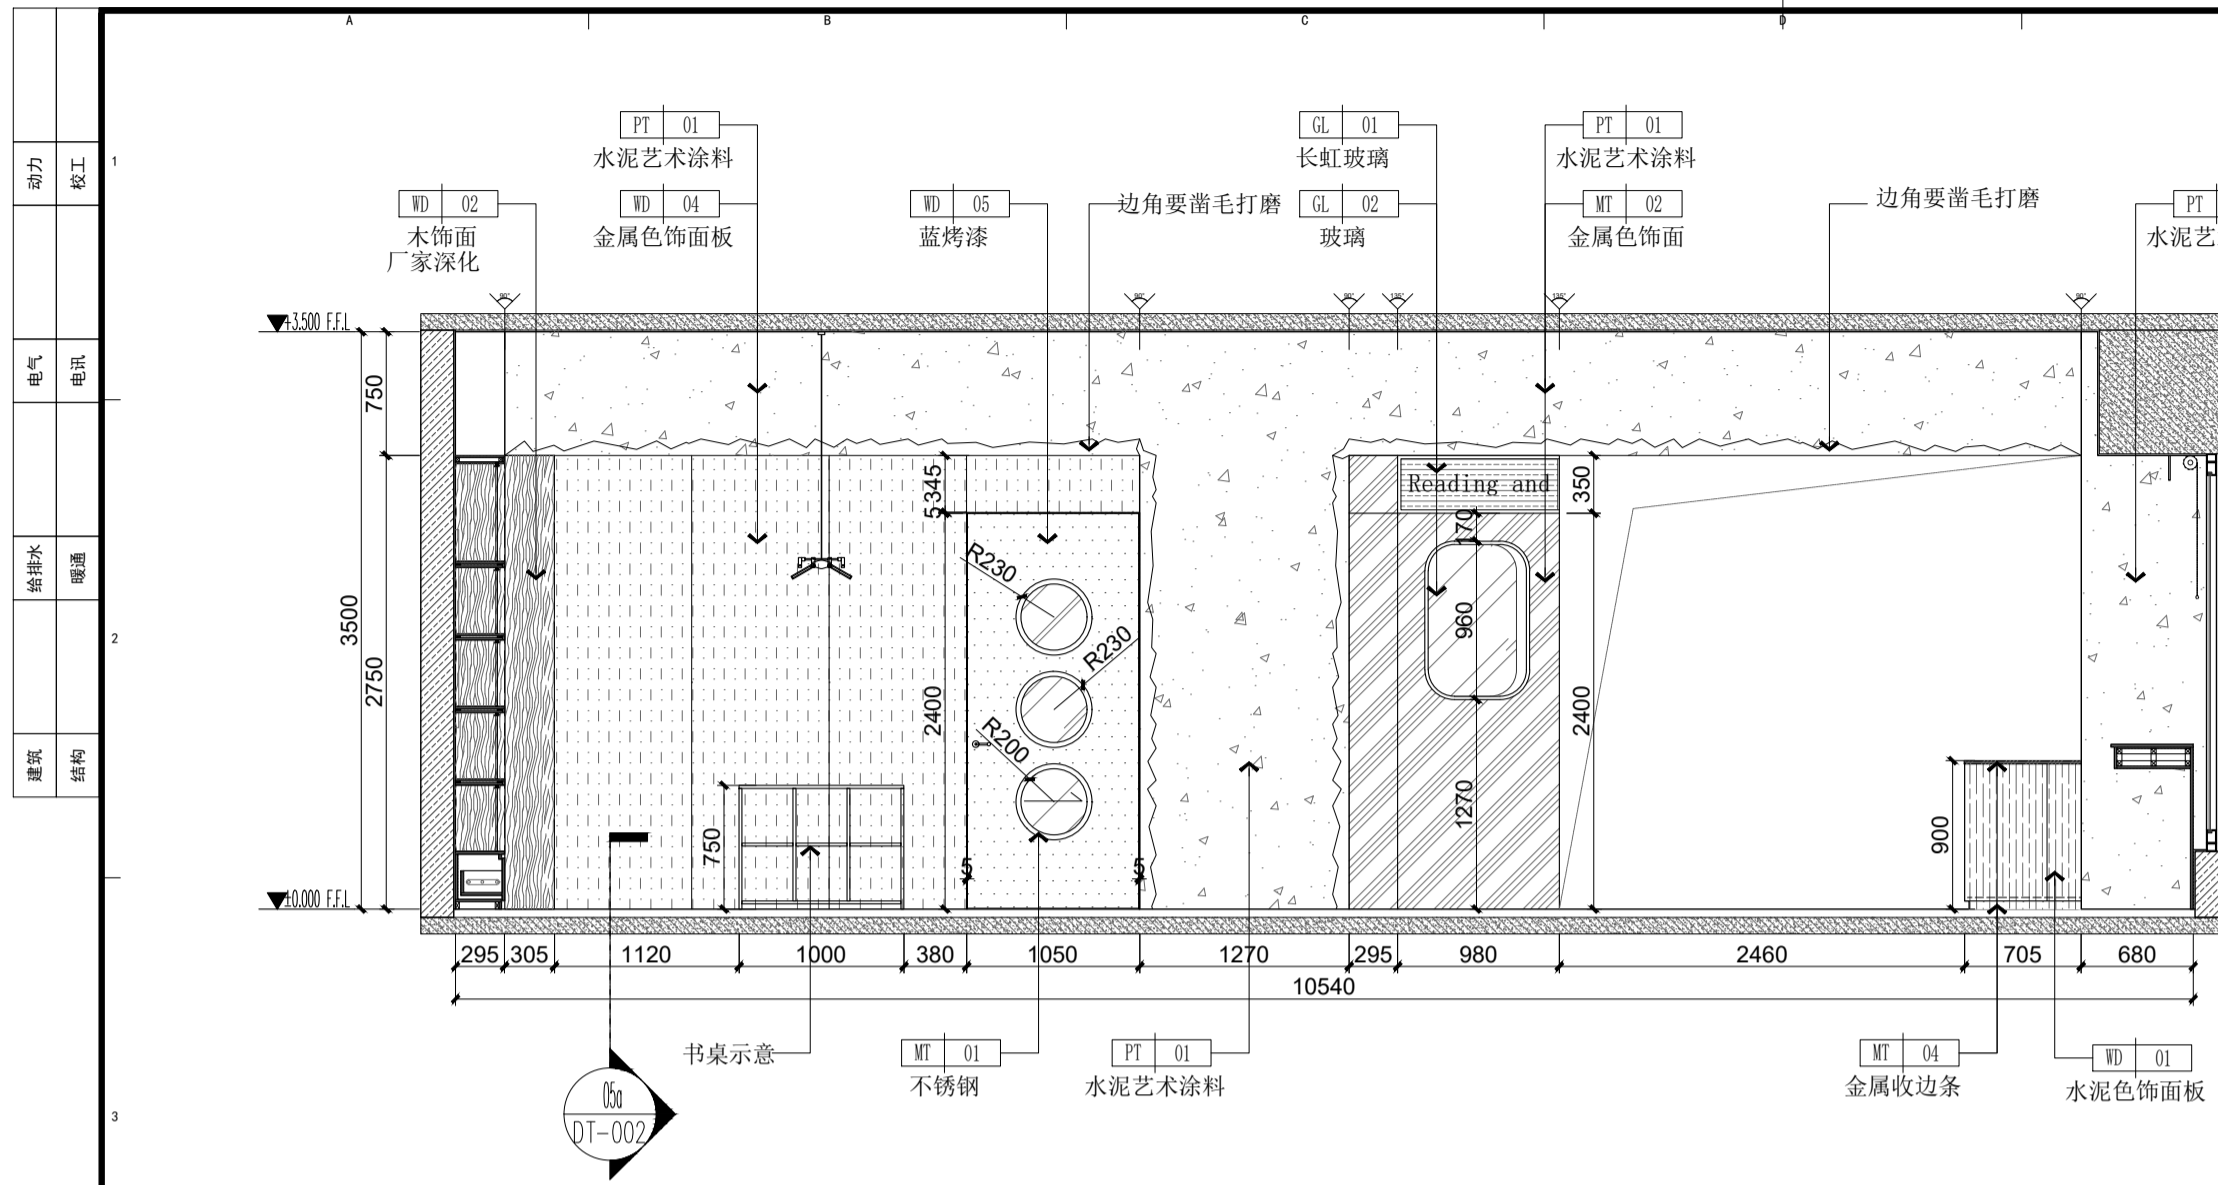 A B C D
1
2
3
动力 校工
电气 电讯
给排水 暖通
建筑 结构
PT 01
水泥艺术涂料
GL 01
长虹玻璃
PT 01
水泥艺术涂料
WD 02
木饰面
厂家深化
WD 04
金属色饰面板
WD 05
蓝烤漆
边角要凿毛打磨
GL 02
玻璃
MT 02
金属色饰面
边角要凿毛打磨
PT
水泥艺
90° 90° 90° 135° 135° 90°
+3.500 F.F.L
750
3500
2750
±0.000 F.F.L
345
5
2400
R230
R230
R200
750
5 5
Reading and
170
960
1270
350
2400
900
295 305 1120 1000 380 1050 1270 295 980 2460 705 680
10540
书桌示意
MT 01
不锈钢
PT 01
水泥艺术涂料
MT 04
金属收边条
WD 01
水泥色饰面板
05a
DT-002